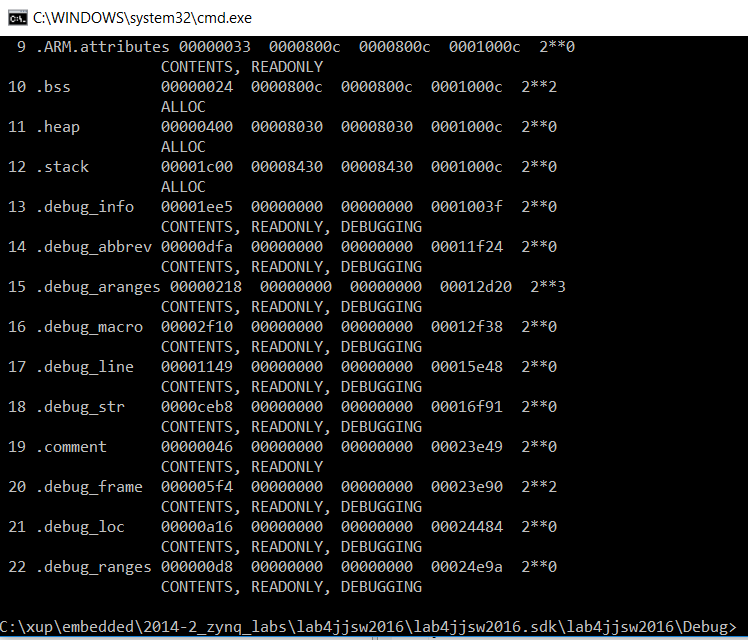 C:\WINDOWS\system32\cmd.exe
9 .ARM.attributes 00000033 0000800c 0000800c 0001000c 2**0
CONTENTS, READONLY
10 .bss 00000024 0000800c 0000800c 0001000c 2**2
ALLOC
11 .heap 00000400 00008030 00008030 0001000c 2**0
ALLOC
12 .stack 00001c00 00008430 00008430 0001000c 2**0
ALLOC
13 .debug_info 00001ee5 00000000 00000000 0001003f 2**0
CONTENTS, READONLY, DEBUGGING
14 .debug_abbrev 00000dfa 00000000 00000000 00011f24 2**0
CONTENTS, READONLY, DEBUGGING
15 .debug_aranges 00000218 00000000 00000000 00012d20 2**3
CONTENTS, READONLY, DEBUGGING
16 .debug_macro 00002f10 00000000 00000000 00012f38 2**0
CONTENTS, READONLY, DEBUGGING
17 .debug_line 00001149 00000000 00000000 00015e48 2**0
CONTENTS, READONLY, DEBUGGING
18 .debug_str 0000ceb8 00000000 00000000 00016f91 2**0
CONTENTS, READONLY, DEBUGGING
19 .comment 00000046 00000000 00000000 00023e49 2**0
CONTENTS, READONLY
20 .debug_frame 000005f4 00000000 00000000 00023e90 2**2
CONTENTS, READONLY, DEBUGGING
21 .debug_loc 00000a16 00000000 00000000 00024484 2**0
CONTENTS, READONLY, DEBUGGING
22 .debug_ranges 000000d8 00000000 00000000 00024e9a 2**0
CONTENTS, READONLY, DEBUGGING
C:\xup\embedded\2014-2_zynq_labs\lab4jjsw2016\lab4jjsw2016.sdk\lab4jjsw2016\Debug>